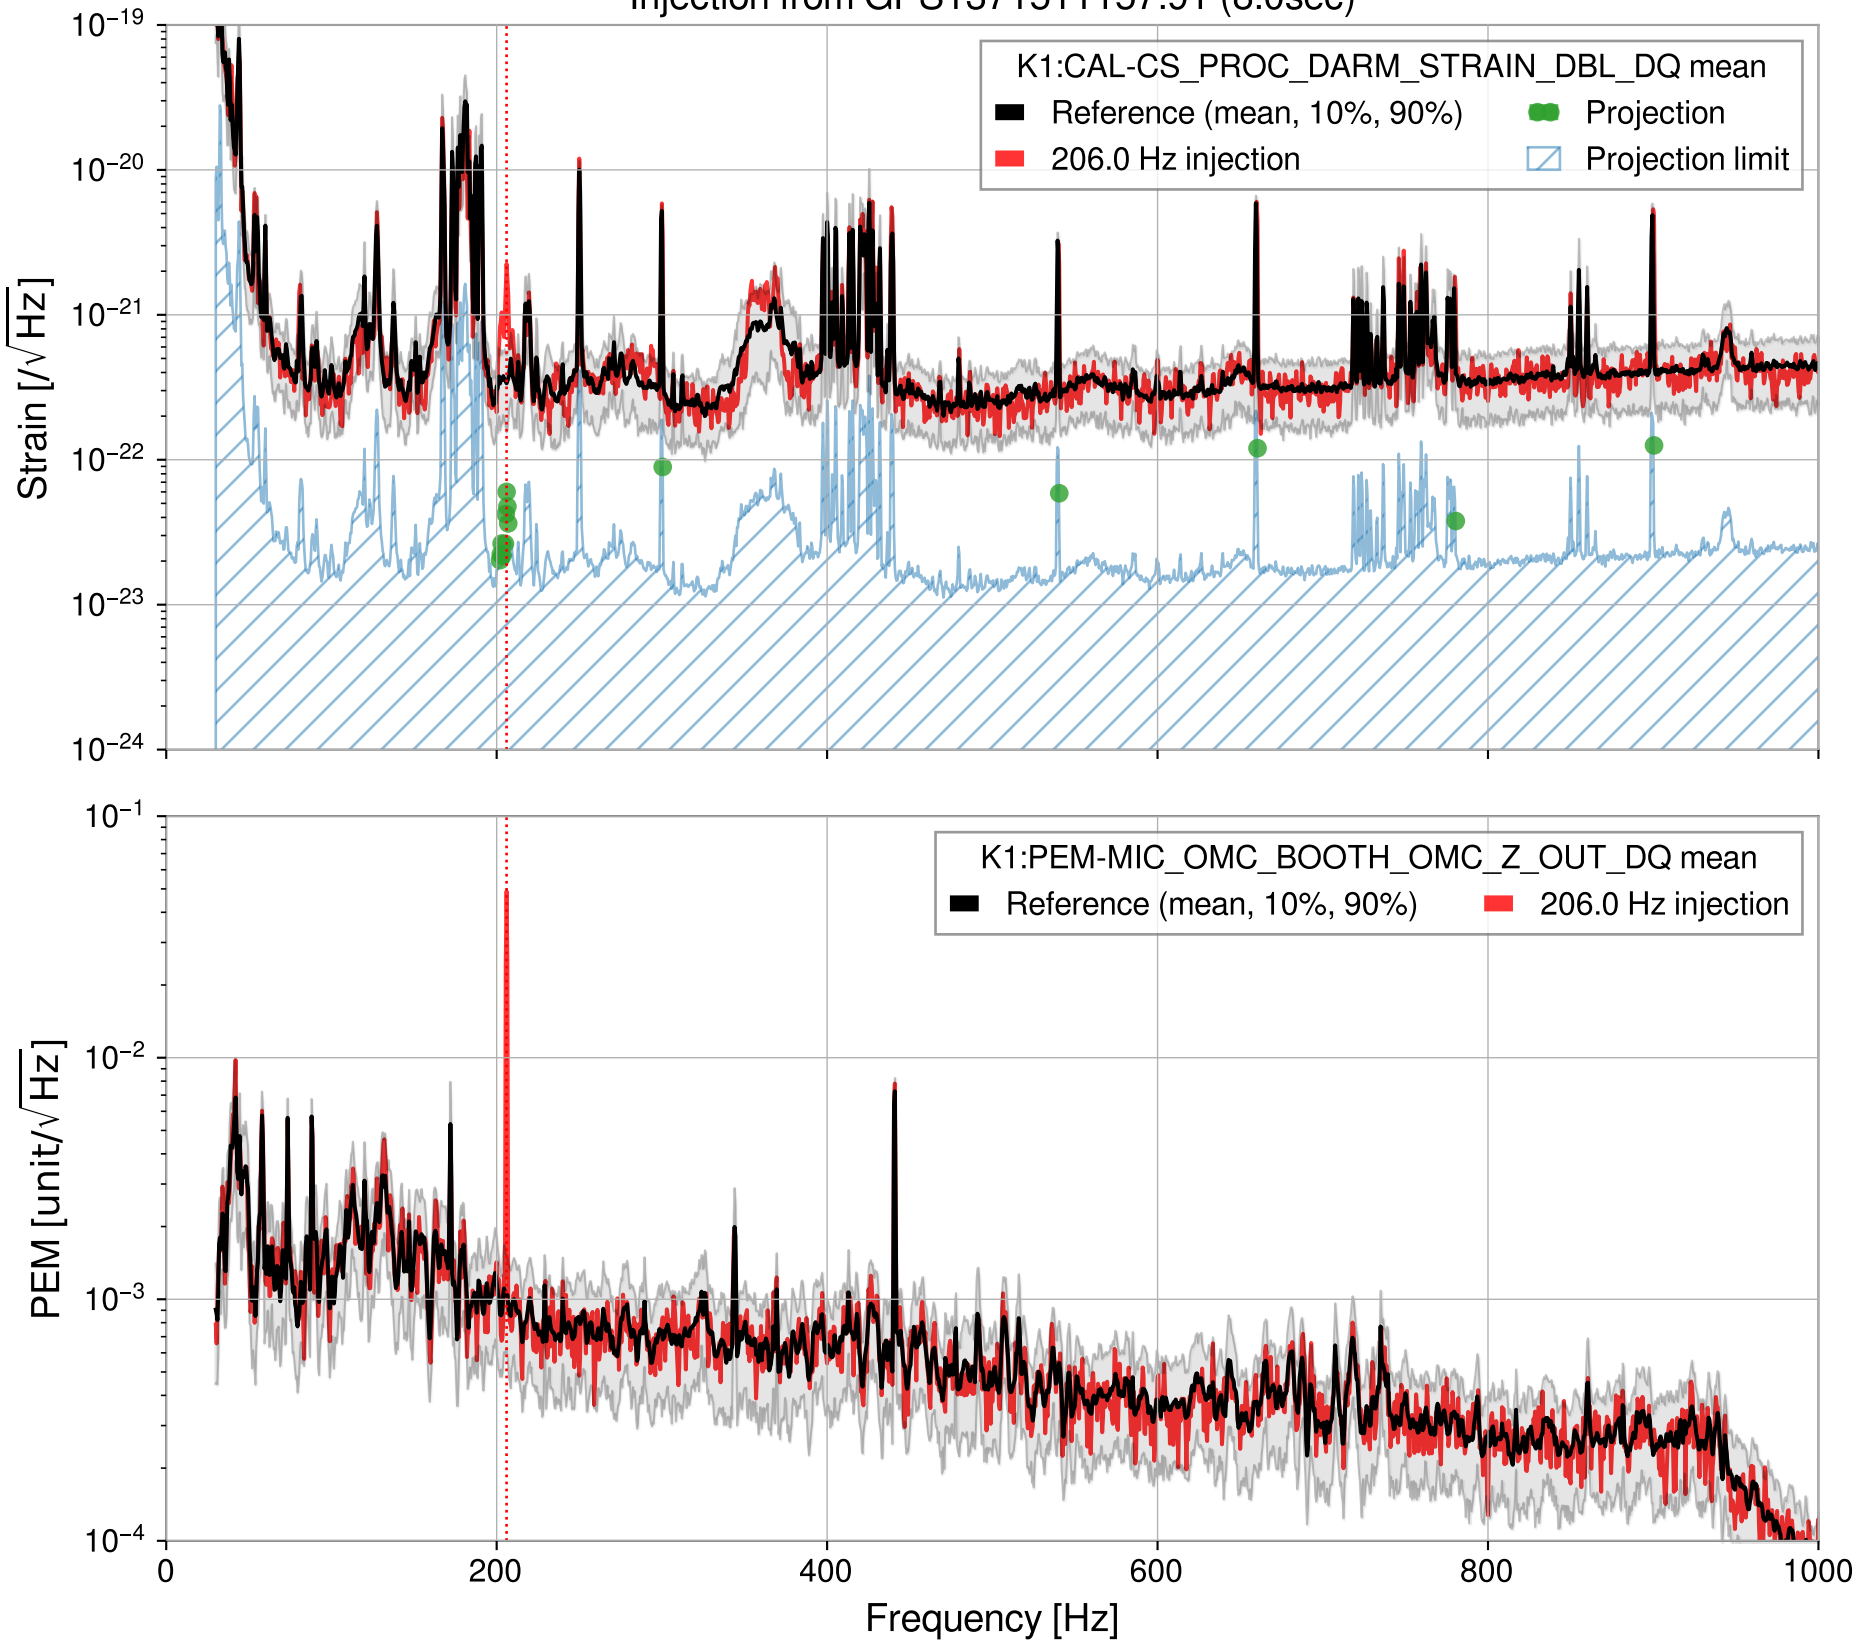 10⁻¹⁹
K1:CAL-CS_PROC_DARM_STRAIN_DBL_DQ mean
Reference (mean, 10%, 90%)
Projection
206.0 Hz injection
Projection limit
10⁻²⁰
10⁻²¹
10⁻²²
10⁻²³
10⁻²⁴
Strain [/√Hz]
10⁻¹
K1:PEM-MIC_OMC_BOOTH_OMC_Z_OUT_DQ mean
Reference (mean, 10%, 90%)
206.0 Hz injection
10⁻²
10⁻³
10⁻⁴
PEM [unit/√Hz]
0 200 400 600 800 1000
Frequency [Hz]